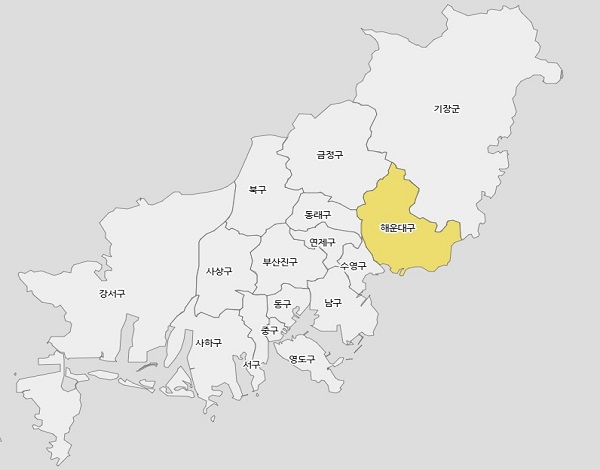 기장군
금정구
북구
동래구
해운대구
연제구
부산진구
수영구
사상구
강서구
동구
남구
중구
사하구
영도구
서구